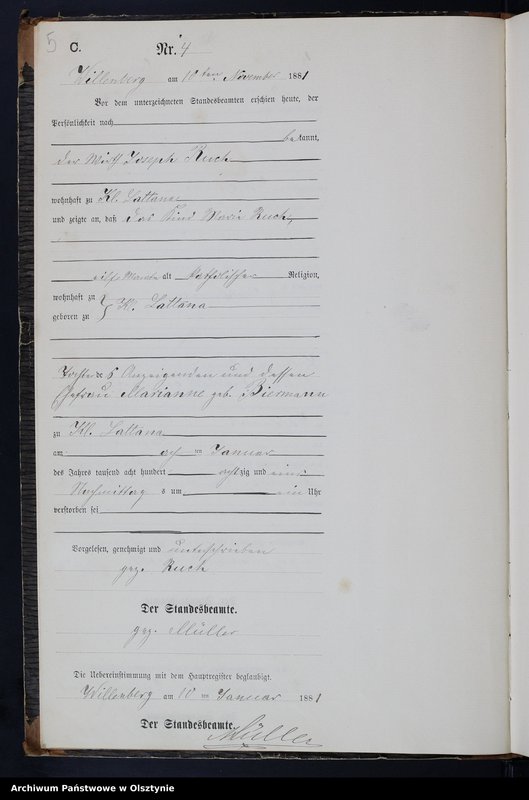 5 C. Nr. 4
Willenberg am 10ten November 1881
Vor dem unterzeichneten Standesbeamten erschien heute, der
Persönlichkeit nach
bekannt,
der Wirth Joseph Ruch
wohnhaft zu Kl. Lattana
und zeigte an, daß das Kind Marie Ruch,
Monate alt katholischer Religion,
wohnhaft zu
geboren zu } Kl. Lattana
Tochter des Anzeigenden und dessen
Ehefrau Marianne geb. Biermann
zu Kl. Lattana
am ten Januar
des Jahres tausend acht hundert achtzig und eins
Nachmittags um ein Uhr
verstorben sei
Vorgelesen, genehmigt und unterschrieben
gez. Ruch
Der Standesbeamte.
gez. Müller
Die Uebereinstimmung mit dem Hauptregister beglaubigt.
Willenberg am 10ten Januar 1881
Der Standesbeamte.
Müller
Archiwum Państwowe w Olsztynie